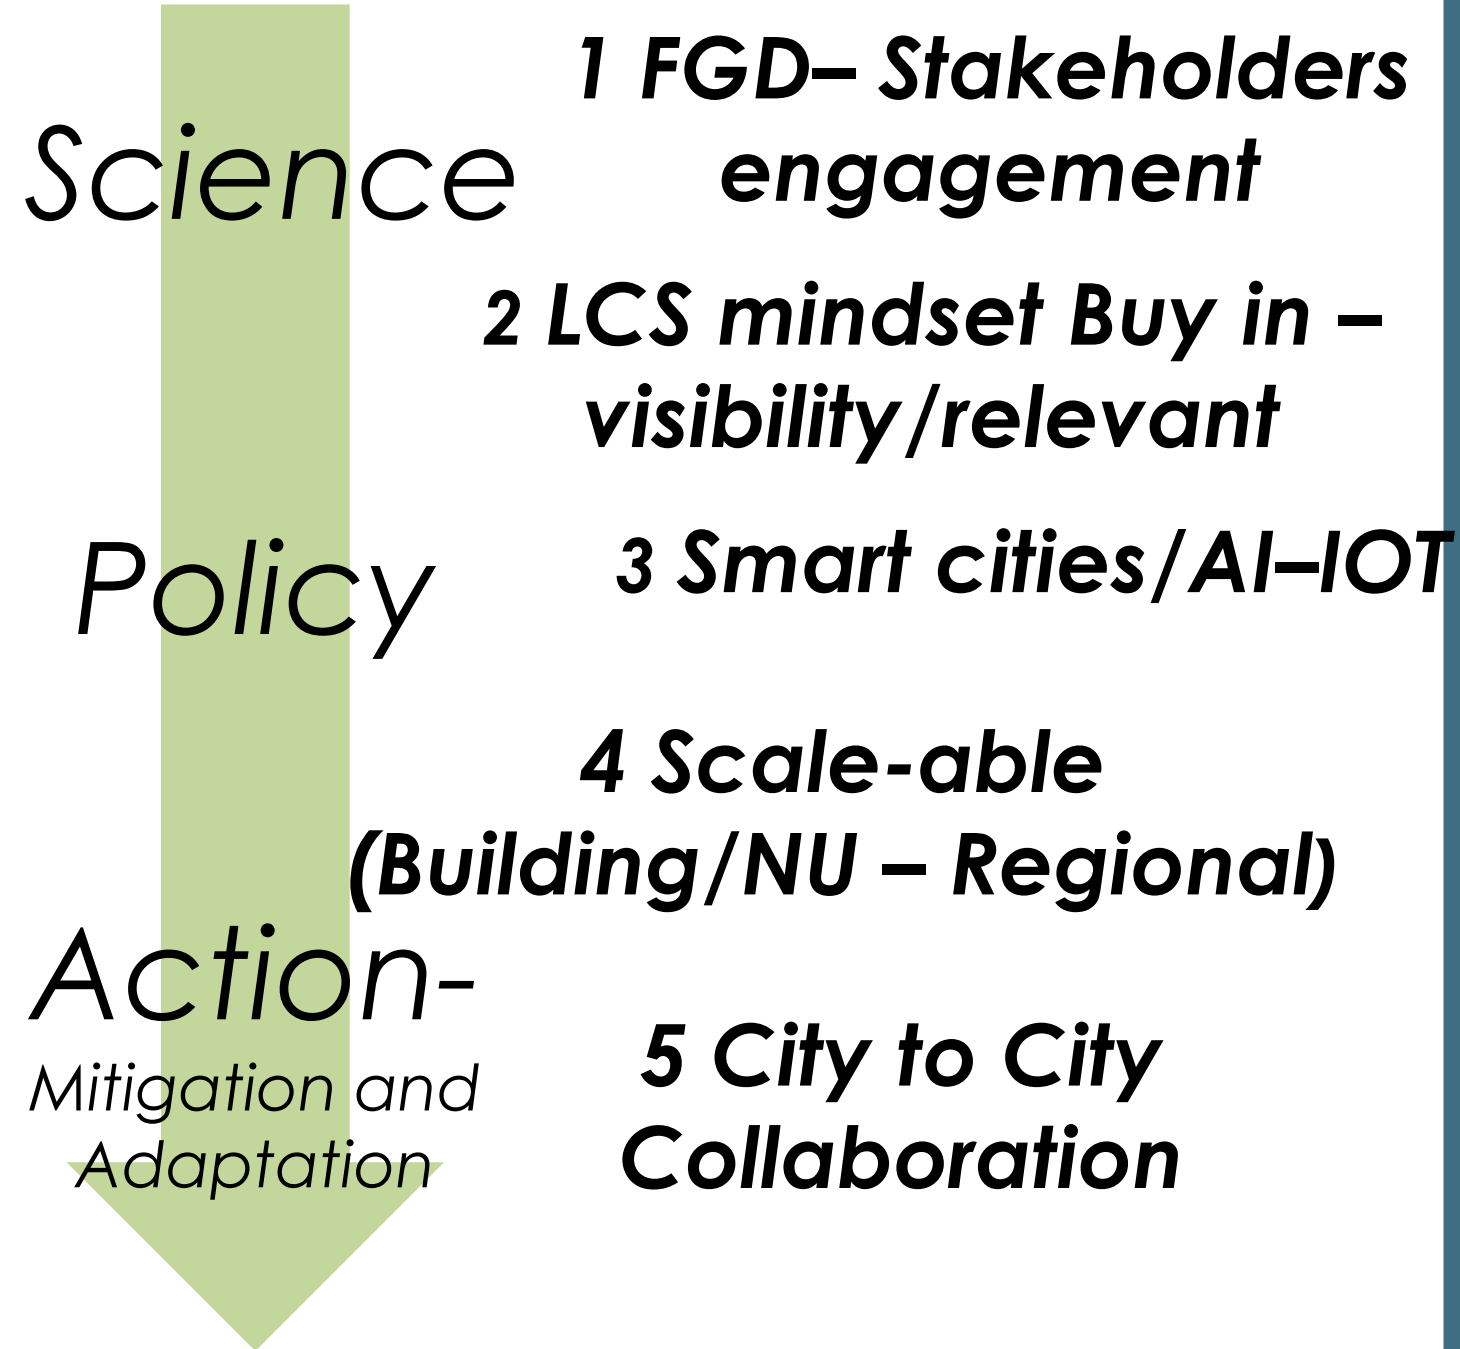 Science
Policy
Action-
Mitigation and
Adaptation
1 FGD– Stakeholders
engagement
2 LCS mindset Buy in –
visibility/relevant
3 Smart cities/AI–IOT
4 Scale-able
(Building/NU – Regional)
5 City to City
Collaboration